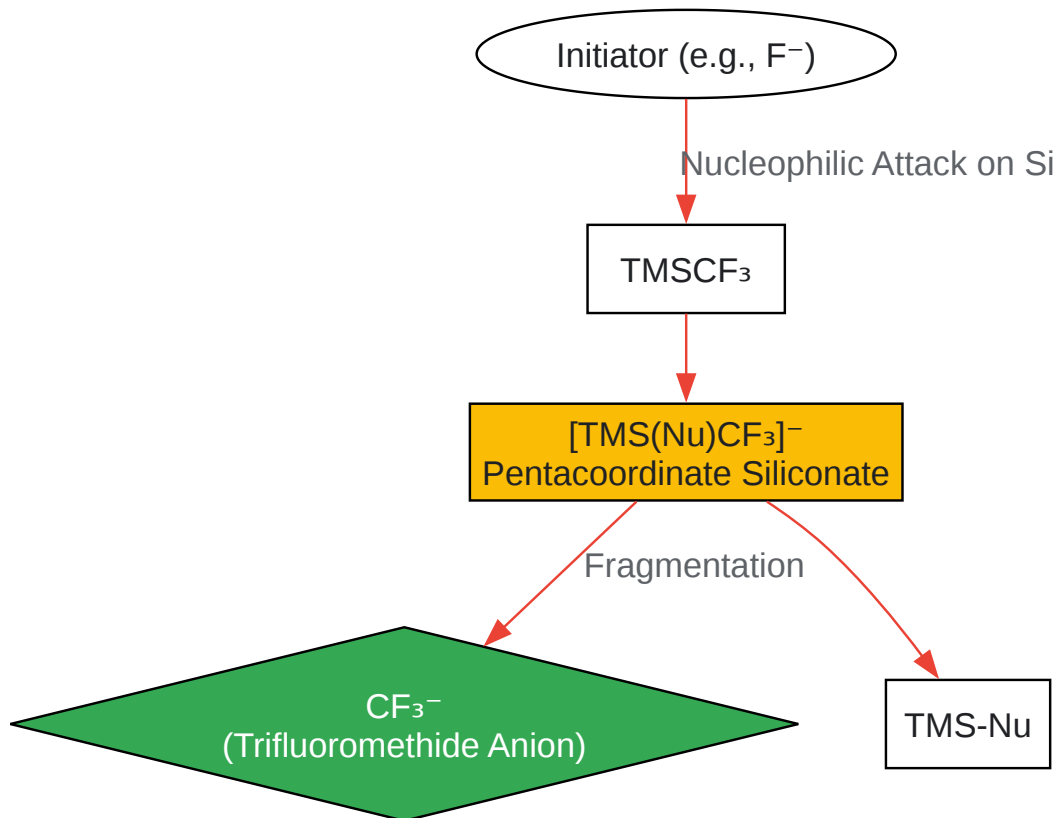 Initiator (e.g., F⁻)
Nucleophilic Attack on Si
TMSCF₃
[TMS(Nu)CF₃]⁻
Pentacoordinate Siliconate
Fragmentation
CF₃⁻
(Trifluoromethide Anion)
TMS-Nu